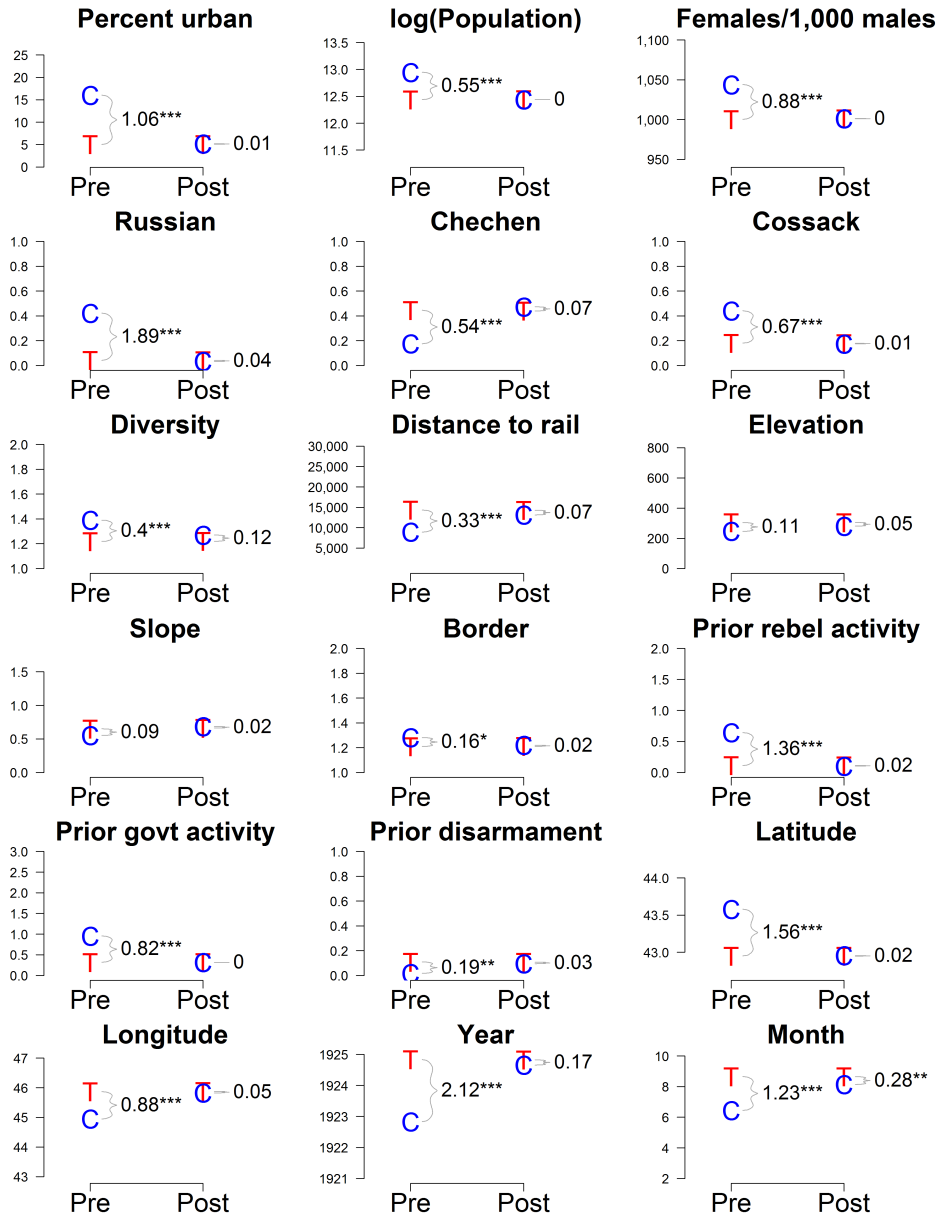 Percent urban
25
20
15
10
5
0
C
T
1.06***
C
T
0.01
Pre
Post
log(Population)
13.5
13.0
12.5
12.0
11.5
C
T
0.55***
C
T
0
Pre
Post
Females/1,000 males
1,100
1,050
1,000
950
C
T
0.88***
C
T
0
Pre
Post
Russian
1.0
0.8
0.6
0.4
0.2
0.0
C
T
1.89***
C
T
0.04
Pre
Post
Chechen
1.0
0.8
0.6
0.4
0.2
0.0
T
C
0.54***
C
T
0.07
Pre
Post
Cossack
1.0
0.8
0.6
0.4
0.2
0.0
C
T
0.67***
C
T
0.01
Pre
Post
Diversity
2.0
1.8
1.6
1.4
1.2
1.0
C
T
0.4***
C
T
0.12
Pre
Post
Distance to rail
30,000
25,000
20,000
15,000
10,000
5,000
T
C
0.33***
T
C
0.07
Pre
Post
Elevation
800
600
400
200
0
T
C
0.11
T
C
0.05
Pre
Post
Slope
1.5
1.0
0.5
0.0
T
C
0.09
T
C
0.02
Pre
Post
Border
2.0
1.8
1.6
1.4
1.2
1.0
C
T
0.16*
C
T
0.02
Pre
Post
Prior rebel activity
2.0
1.5
1.0
0.5
0.0
C
T
1.36***
C
T
0.02
Pre
Post
Prior govt activity
3.0
2.5
2.0
1.5
1.0
0.5
0.0
C
T
0.82***
C
T
0
Pre
Post
Prior disarmament
1.0
0.8
0.6
0.4
0.2
0.0
T
C
0.19**
T
C
0.03
Pre
Post
Latitude
44.0
43.5
43.0
C
T
1.56***
C
T
0.02
Pre
Post
Longitude
47
46
45
44
43
T
C
0.88***
T
C
0.05
Pre
Post
Year
1925
1924
1923
1922
1921
T
C
2.12***
T
C
0.17
Pre
Post
Month
10
8
6
4
2
T
C
1.23***
T
C
0.28**
Pre
Post